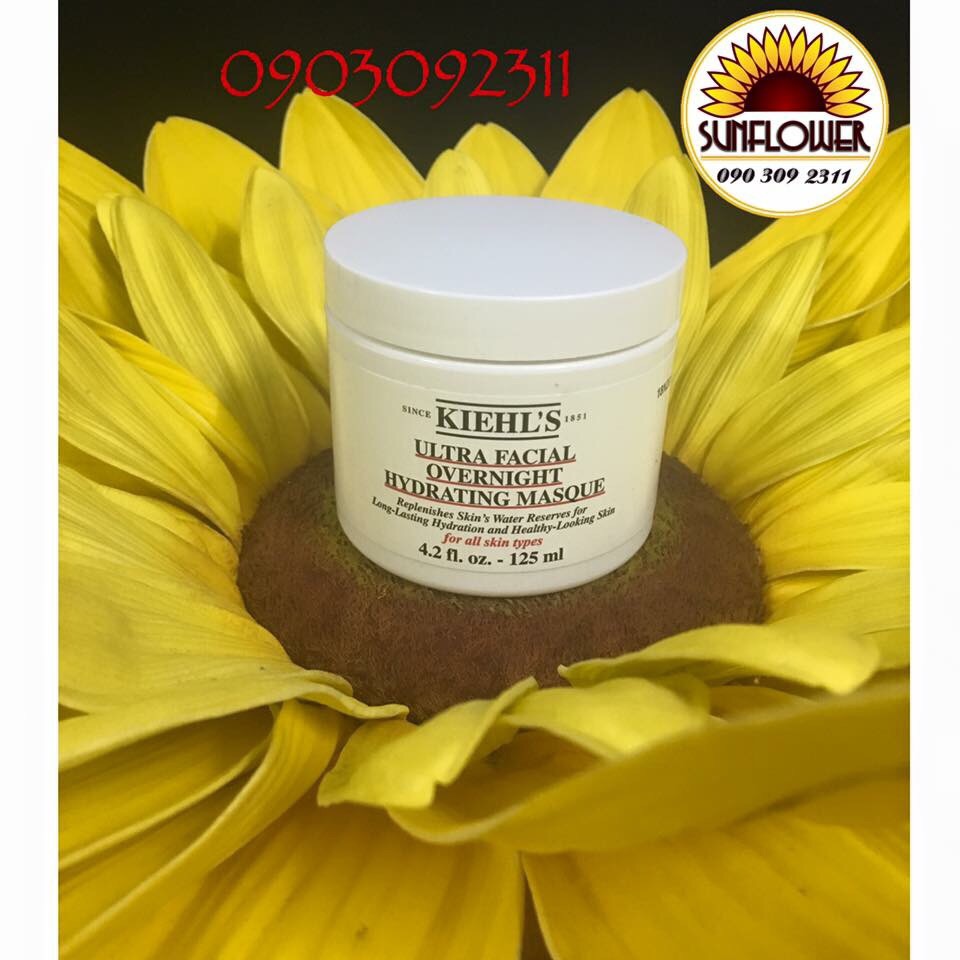 0903092311
SUNFLOWER
090 309 2311
SINCE KIEHL'S 1851
ULTRA FACIAL
OVERNIGHT
HYDRATING MASQUE
Replenishes Skin's Water Reserves for
Long-Lasting Hydration and Healthy-Looking Skin
for all skin types
4.2 fl. oz. - 125 ml